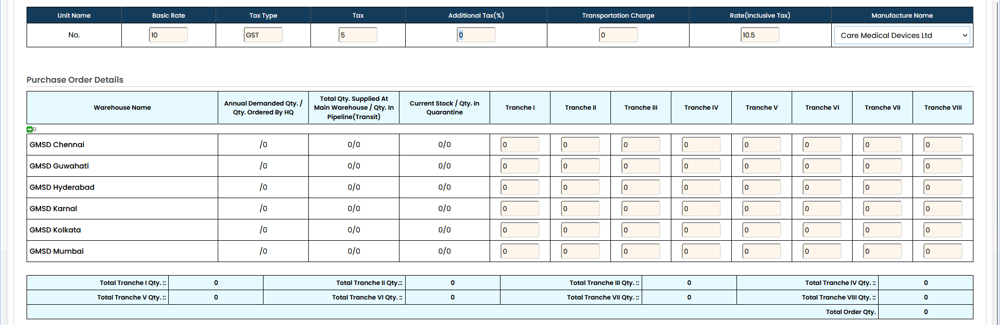 Unit Name Basic Rate Tax Type Tax Additional Tax(%) Transportation Charge Rate(Inclusive Tax) Manufacture Name
No. 10 GST 5 0 0 10.5 Care Medical Devices Ltd
Purchase Order Details
Warehouse Name
Annual Demanded Qty. /
Qty. Ordered By HQ
Total Qty. Supplied At
Main Warehouse / Qty. In
Pipeline(Transit)
Current Stock / Qty. In
Quarantine
Tranche I Tranche II Tranche III Tranche IV Tranche V Tranche VI Tranche VII Tranche VIII
0
GMSD Chennai /0 0/0 0/0 0 0 0 0 0 0 0 0
GMSD Guwahati /0 0/0 0/0 0 0 0 0 0 0 0 0
GMSD Hyderabad /0 0/0 0/0 0 0 0 0 0 0 0 0
GMSD Karnal /0 0/0 0/0 0 0 0 0 0 0 0 0
GMSD Kolkata /0 0/0 0/0 0 0 0 0 0 0 0 0
GMSD Mumbai /0 0/0 0/0 0 0 0 0 0 0 0 0
Total Tranche I Qty. :: 0 Total Tranche II Qty.:: 0 Total Tranche III Qty. :: 0 Total Tranche IV Qty. :: 0
Total Tranche V Qty. :: 0 Total Tranche VI Qty. :: 0 Total Tranche VII Qty. :: 0 Total Tranche VIII Qty. :: 0
Total Order Qty. 0